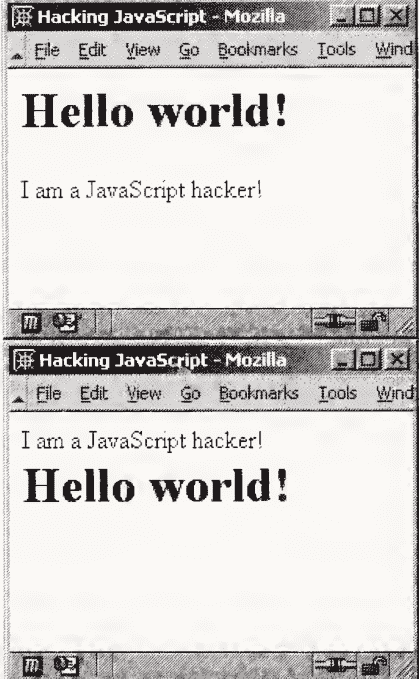 Hacking JavaScript - Mozilla
File Edit View Go Bookmarks Tools Wind
Hello world!
I am a JavaScript hacker!
Hacking JavaScript - Mozilla
File Edit View Go Bookmarks Tools Wind
I am a JavaScript hacker!
Hello world!